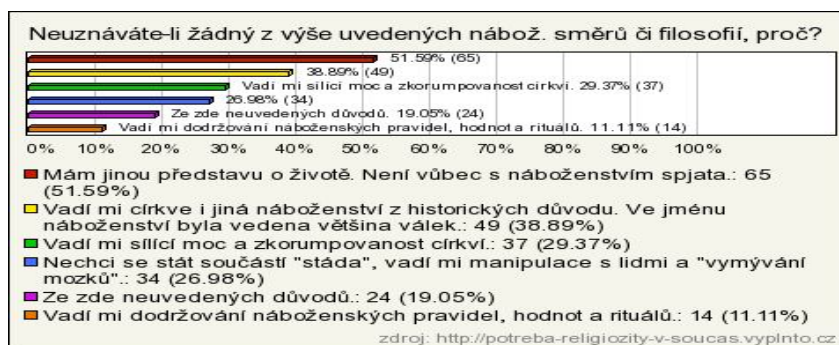 Neuznáváte-li žádný z výše uvedených nábož. směrů či filosofií, proč?
51.59% (65)
38.89% (49)
Vadí mi sílící moc a zkorumpovanost církví. 29.37% (37)
26.98% (34)
Ze zde neuvedených důvodů. 19.05% (24)
Vadí mi dodržování náboženských pravidel, hodnot a rituálů. 11.11% (14)
0% 10% 20% 30% 40% 50% 60% 70% 80% 90% 100%
Mám jinou představu o životě. Není vůbec s náboženstvím spjata.: 65
(51.59%)
Vadí mi církve i jiná náboženství z historických důvodu. Ve jménu
náboženství byla vedena většina válek.: 49 (38.89%)
Vadí mi sílící moc a zkorumpovanost církví.: 37 (29.37%)
Nechci se stát součástí "stáda", vadí mi manipulace s lidmi a "vymývání
mozků".: 34 (26.98%)
Ze zde neuvedených důvodů.: 24 (19.05%)
Vadí mi dodržování náboženských pravidel, hodnot a rituálů.: 14 (11.11%)
zdroj: http://potreba-religiozity-v-soucas.vyplnto.cz